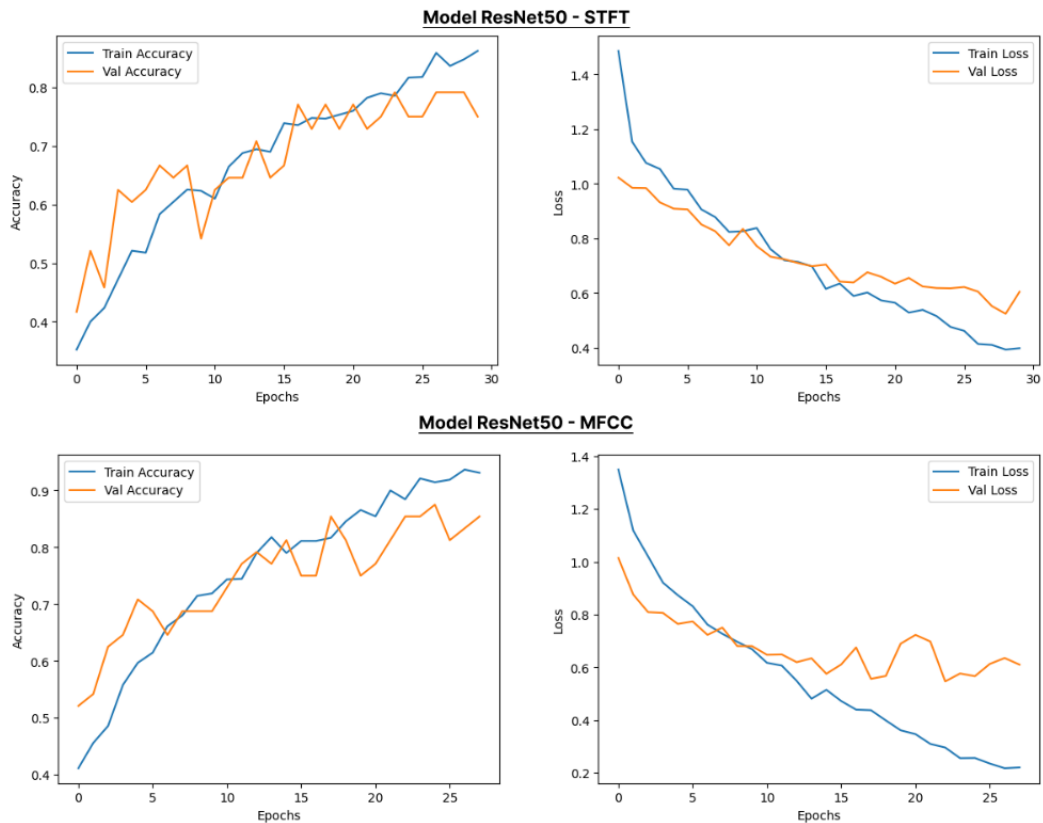 Model ResNet50 - STFT
Train Accuracy
Val Accuracy
0.8
0.7
0.6
0.5
0.4
Accuracy
0 5 10 15 20 25 30
Epochs
Train Loss
Val Loss
1.4
1.2
1.0
0.8
0.6
0.4
Loss
0 5 10 15 20 25 30
Epochs
Model ResNet50 - MFCC
Train Accuracy
Val Accuracy
0.9
0.8
0.7
0.6
0.5
0.4
Accuracy
0 5 10 15 20 25
Epochs
Train Loss
Val Loss
1.4
1.2
1.0
0.8
0.6
0.4
0.2
Loss
0 5 10 15 20 25
Epochs